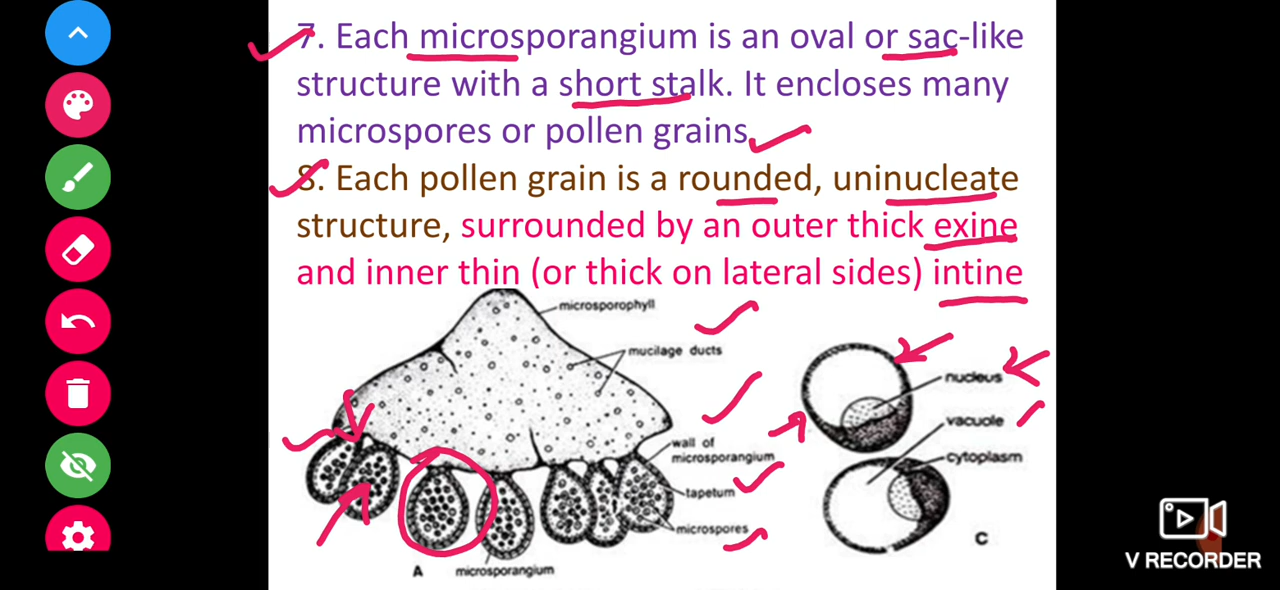 7. Each microsporangium is an oval or sac-like
structure with a short stalk. It encloses many
microspores or pollen grains.
8. Each pollen grain is a rounded, uninucleate
structure, surrounded by an outer thick exine
and inner thin (or thick on lateral sides) intine
microsporophyll
mucilage ducts
nucleus
vacuole
wall of
microsporangium
cytoplasm
tapetum
microspores
C
A microsporangium
V RECORDER